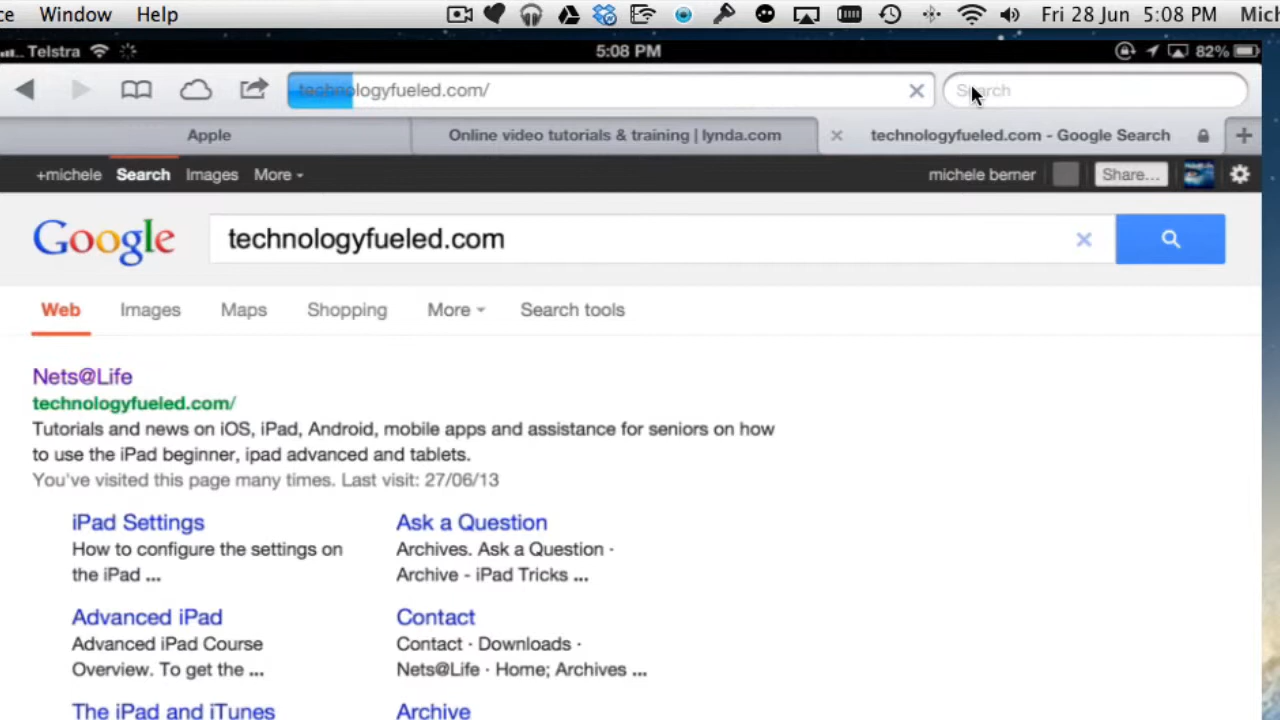 Window Help Fri 28 Jun 5:08 PM
Telstra 5:08 PM 82%
technologyfueled.com/ Search
Apple Online video tutorials & training | lynda.com technologyfueled.com - Google Search
+michele Search Images More michele berner Share...
Google technologyfueled.com
Web Images Maps Shopping More Search tools
Nets@Life
technologyfueled.com/
Tutorials and news on iOS, iPad, Android, mobile apps and assistance for seniors on how
to use the iPad beginner, ipad advanced and tablets.
You've visited this page many times. Last visit: 27/06/13
iPad Settings
How to configure the settings on
the iPad ...
Ask a Question
Archives. Ask a Question ·
Archive - iPad Tricks ...
Advanced iPad
Advanced iPad Course
Overview. To get the ...
Contact
Contact · Downloads ·
Nets@Life · Home; Archives ...
The iPad and iTunes
Archive